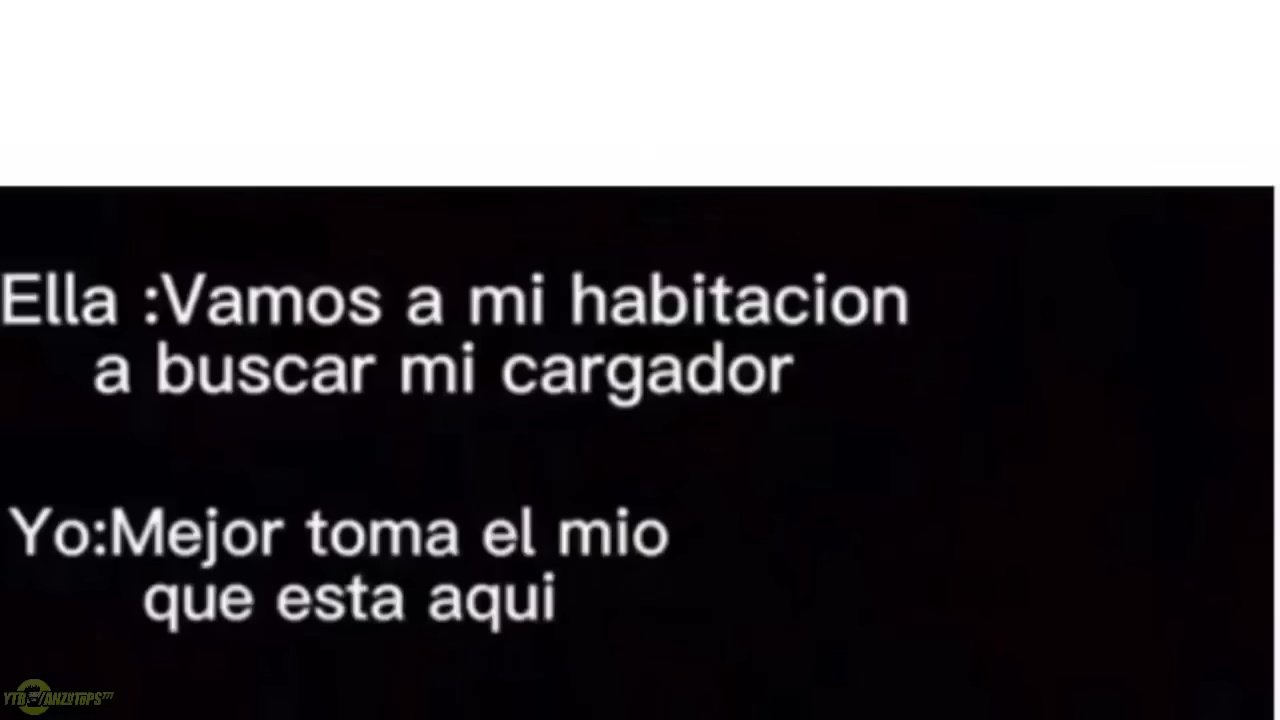 Ella :Vamos a mi habitacion
a buscar mi cargador
Yo:Mejor toma el mio
que esta aqui